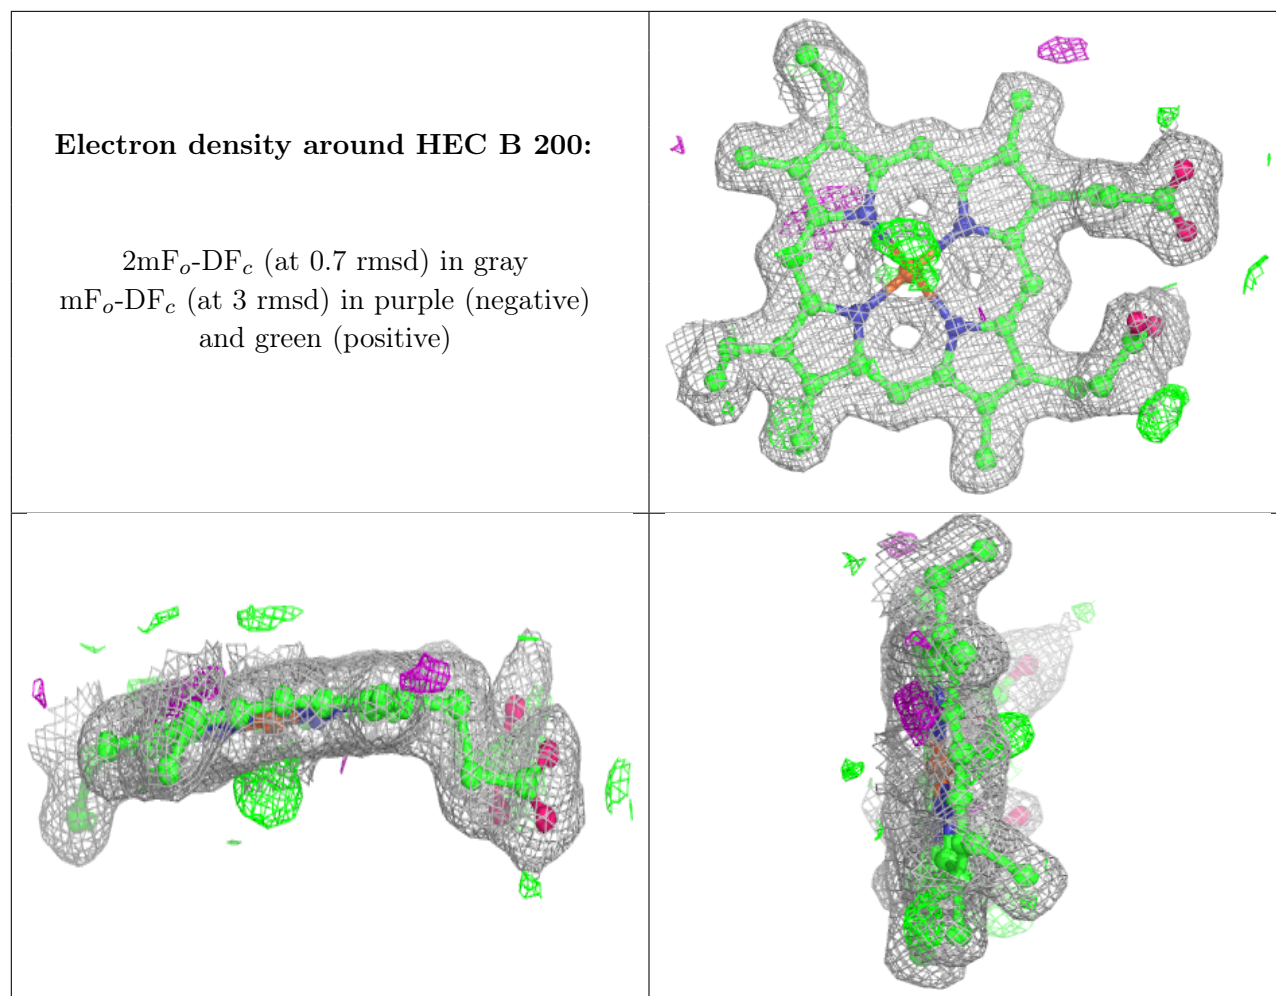 Electron density around HEC B 200:
2mF$_o$-DF$_c$ (at 0.7 rmsd) in gray
mF$_o$-DF$_c$ (at 3 rmsd) in purple (negative)
and green (positive)